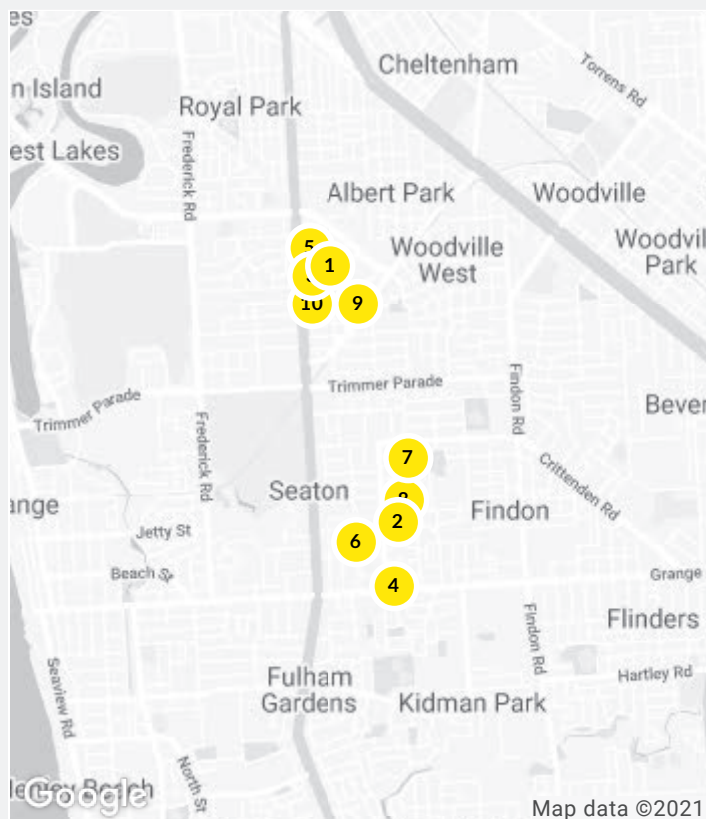 es
Cheltenham
Torrens Rd
n Island
Royal Park
est Lakes
Frederick Rd
Albert Park
Woodville
Woodvil
Park
Woodville
West
5
1
10
9
Trimmer Parade
Findon Rd
Trimmer Parade
Bever
Frederick Rd
7
Crittenden Rd
Seaton
ange
2
Findon
Jetty St
6
Beach St
4
Grange
Findon Rd
Flinders
Hartley Rd
Seaview Rd
Fulham
Gardens
Kidman Park
North St
Henley Beach
Google
Map data ©2021